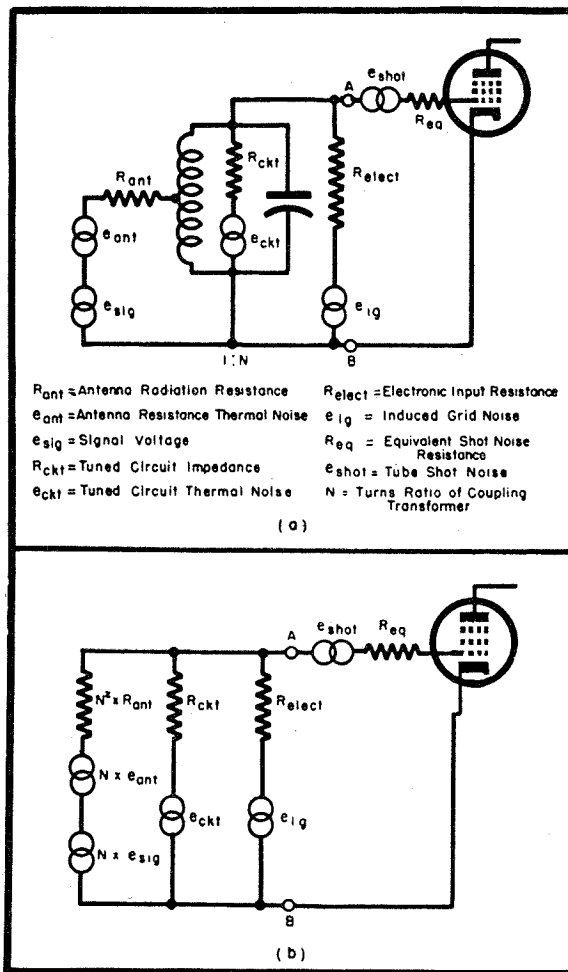 A
e shot
R eq
R ckt
R ant
R elect
e ant
e ckt
e sig
e ig
1:N
B
R ant = Antenna Radiation Resistance
e ant = Antenna Resistance Thermal Noise
e sig = Signal Voltage
R ckt = Tuned Circuit Impedance
e ckt = Tuned Circuit Thermal Noise
R elect = Electronic Input Resistance
e ig = Induced Grid Noise
R eq = Equivalent Shot Noise
Resistance
e shot = Tube Shot Noise
N = Turns Ratio of Coupling
Transformer
(a)
A
e shot
R eq
N² x R ant
R ckt
R elect
N x e ant
e ckt
e ig
N x e sig
B
(b)